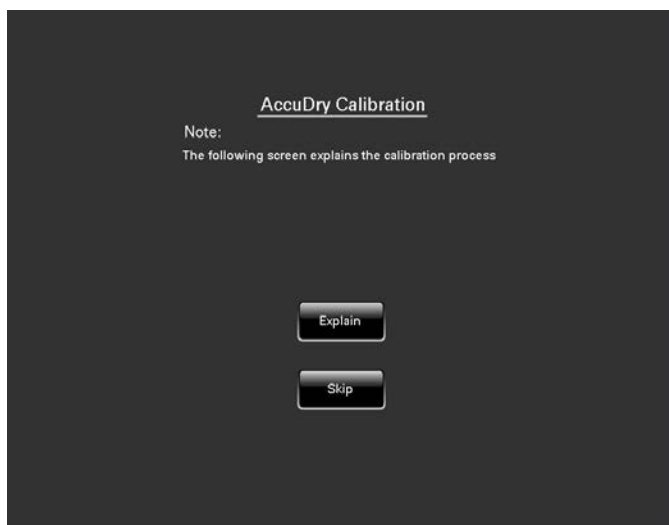 AccuDry Calibration
Note:
The following screen explains the calibration process
Explain
Skip